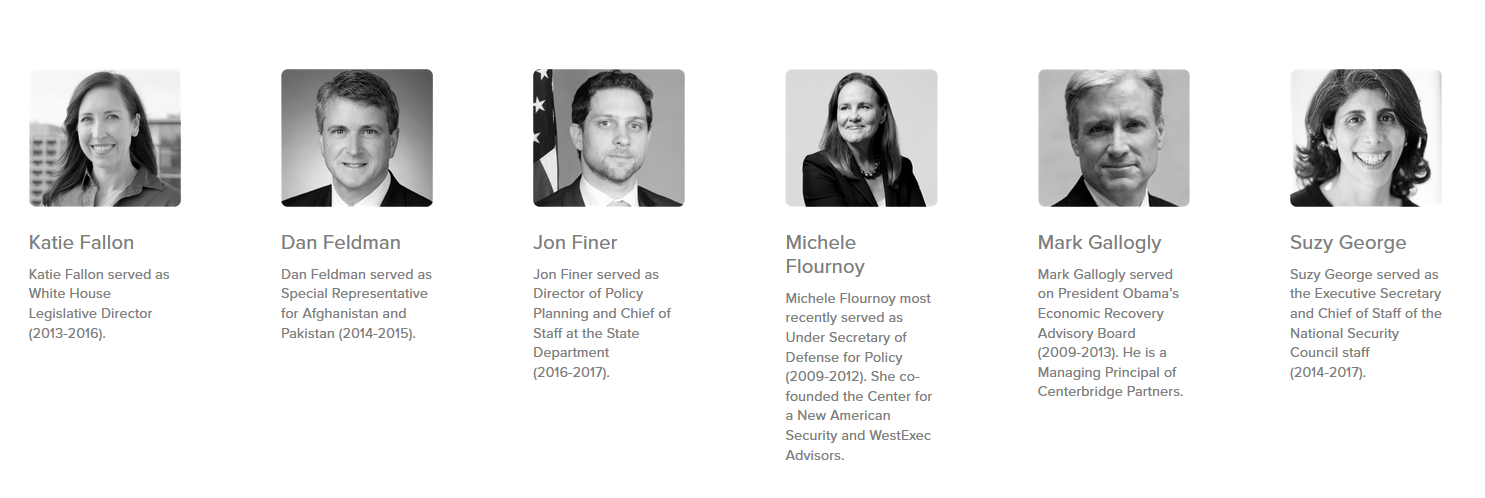 Katie Fallon
Katie Fallon served as
White House
Legislative Director
(2013-2016).
Dan Feldman
Dan Feldman served as
Special Representative
for Afghanistan and
Pakistan (2014-2015).
Jon Finer
Jon Finer served as
Director of Policy
Planning and Chief of
Staff at the State
Department
(2016-2017).
Michele
Flournoy
Michele Flournoy most
recently served as
Under Secretary of
Defense for Policy
(2009-2012). She co-
founded the Center for
a New American
Security and WestExec
Advisors.
Mark Gallogly
Mark Gallogly served
on President Obama’s
Economic Recovery
Advisory Board
(2009-2013). He is a
Managing Principal of
Centerbridge Partners.
Suzy George
Suzy George served as
the Executive Secretary
and Chief of Staff of the
National Security
Council staff
(2014-2017).